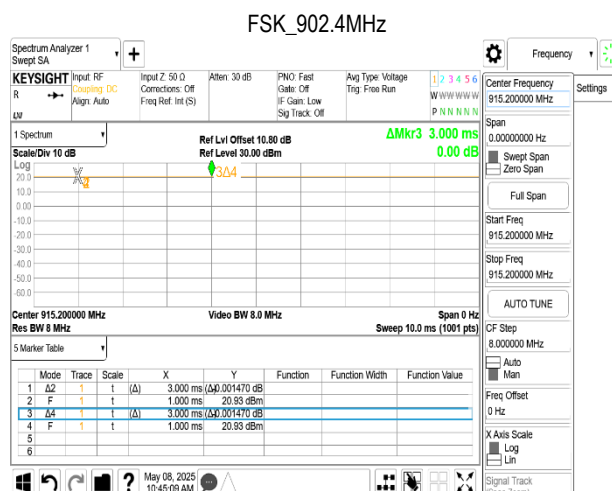 FSK_902.4MHz
Spectrum Analyzer 1
Swept SA
+
Frequency
KEYSIGHT
R
Input: RF
Coupling: DC
Align: Auto
Input Z: 50 Ω
Corrections: Off
Freq Ref: Int (S)
Atten: 30 dB
PNO: Fast
Gate: Off
IF Gain: Low
Sig Track: Off
Avg Type: Voltage
Trig: Free Run
1 2 3 4 5 6
W W W W W W
P N N N N N
Center Frequency
915.200000 MHz
Settings
Span
0.00000000 Hz
Swept Span
Zero Span
Full Span
Start Freq
915.200000 MHz
Stop Freq
915.200000 MHz
AUTO TUNE
CF Step
8.000000 MHz
Auto
Man
Freq Offset
0 Hz
X Axis Scale
Log
Lin
Signal Track
1 Spectrum
Scale/Div 10 dB
Ref Lvl Offset 10.80 dB
Ref Level 30.00 dBm
ΔMkr3 3.000 ms
0.00 dB
Log
20.0
10.0
0.00
-10.0
-20.0
-30.0
-40.0
-50.0
-60.0
3Δ4
Center 915.200000 MHz
Res BW 8 MHz
Video BW 8.0 MHz
Span 0 Hz
Sweep 10.0 ms (1001 pts)
5 Marker Table
Mode Trace Scale X Y Function Function Width Function Value
1 Δ2 1 t (Δ) 3.000 ms (Δ) -0.001470 dB
2 F 1 t 1.000 ms 20.93 dBm
3 Δ4 1 t (Δ) 3.000 ms (Δ) -0.001470 dB
4 F 1 t 1.000 ms 20.93 dBm
5
6
?
May 08, 2025
10:45:09 AM